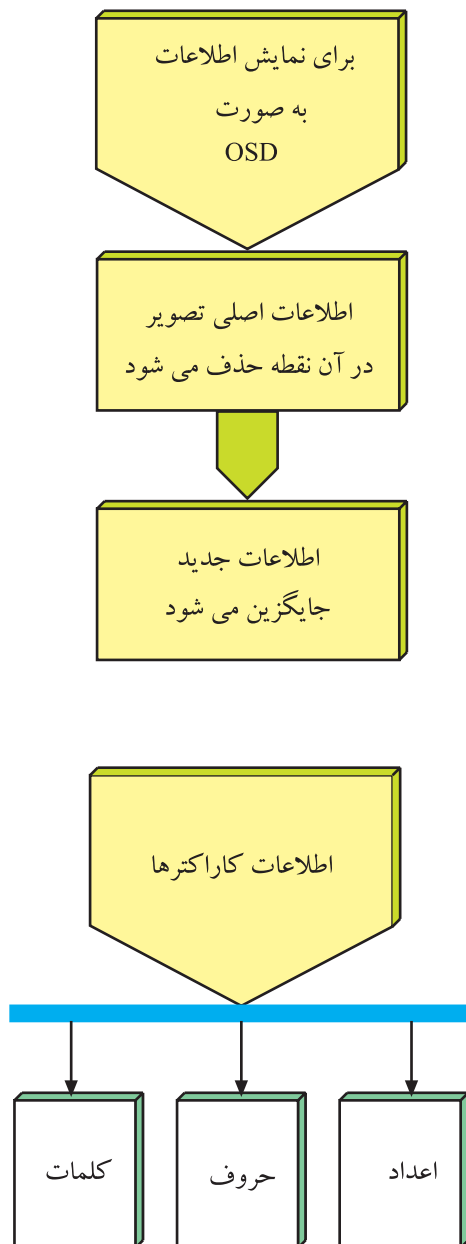 برای نمایش اطلاعات
به صورت
OSD
اطلاعات اصلی تصویر
در آن نقطه حذف می شود
اطلاعات جدید
جایگزین می شود
اطلاعات کاراکترها
اعداد
حروف
کلمات